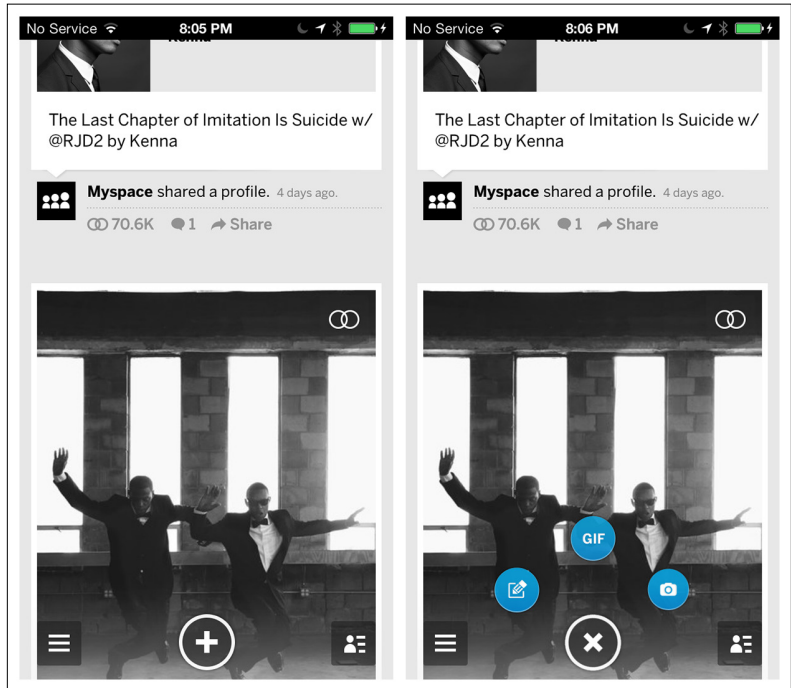 No Service 8:05 PM
The Last Chapter of Imitation Is Suicide w/
@RJD2 by Kenna
Myspace shared a profile. 4 days ago.
70.6K 1 Share
No Service 8:06 PM
The Last Chapter of Imitation Is Suicide w/
@RJD2 by Kenna
Myspace shared a profile. 4 days ago.
70.6K 1 Share
GIF